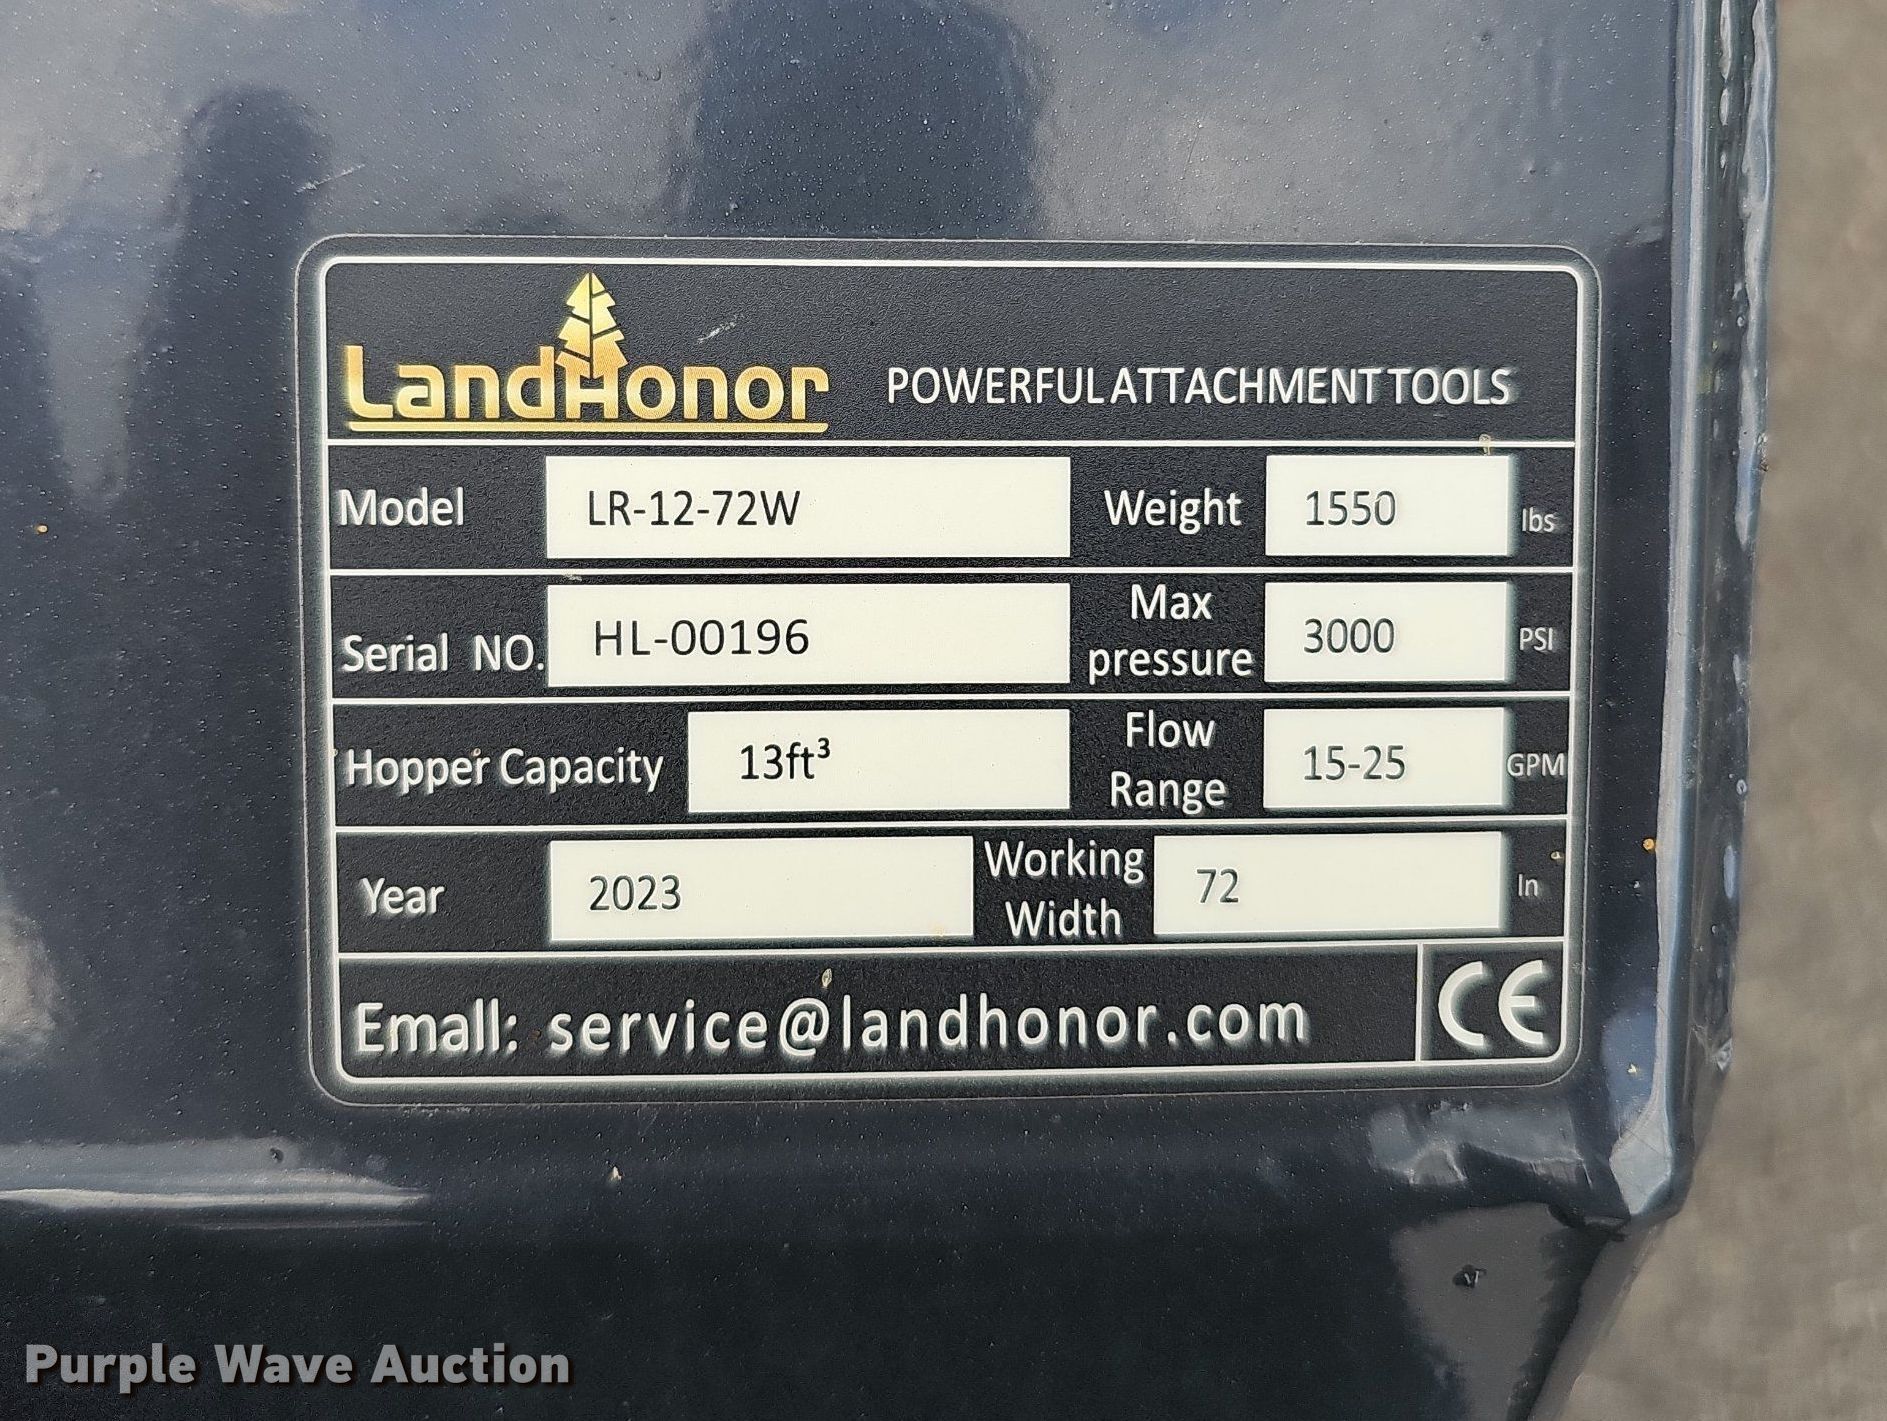 LandHonor POWERFUL ATTACHMENT TOOLS
Model LR-12-72W Weight 1550 lbs
Serial NO. HL-00196 Max pressure 3000 PSI
Hopper Capacity 13ft³ Flow Range 15-25 GPM
Year 2023 Working Width 72 In
Emall: service@landhonor.com CE
Purple Wave Auction